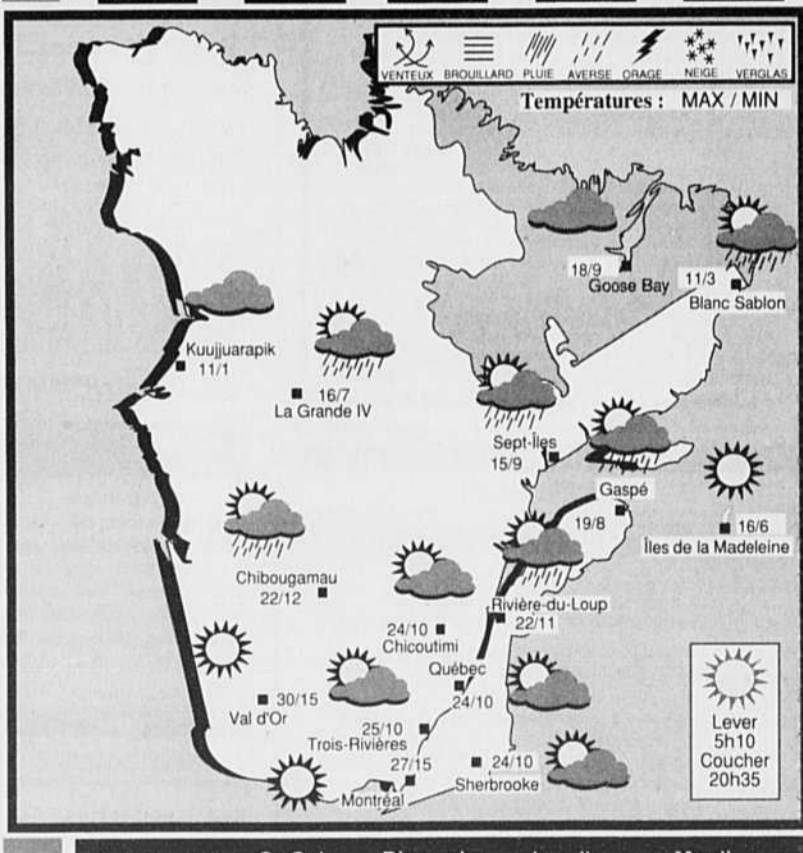 VENTEUX BROUILLARD PLUIE AVERSE ORAGE NEIGE VERGLAS
Températures : MAX / MIN
18/9
Goose Bay
11/3
Blanc Sablon
Kuujjuarapik
11/1
16/7
La Grande IV
Sept-Îles
15/9
Gaspé
19/8
16/6
Îles de la Madeleine
Chibougamau
22/12
Rivière-du-Loup
22/11
24/10
Chicoutimi
Québec
24/10
30/15
Val d'Or
25/10
Trois-Rivières
27/15
Montréal
24/10
Sherbrooke
Lever
5h10
Coucher
20h35